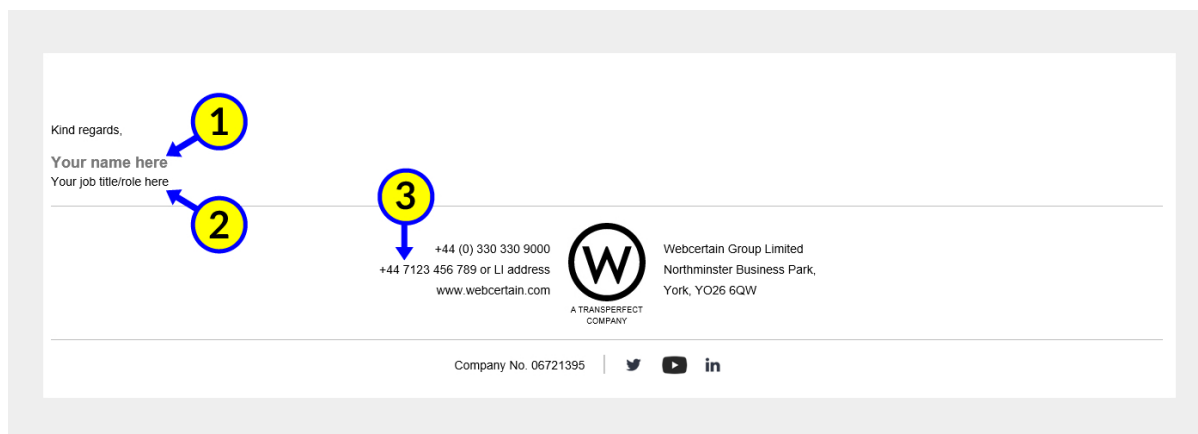 1
Kind regards,
Your name here
Your job title/role here
2
3
+44 (0) 330 330 9000
+44 7123 456 789 or LI address
www.webcertain.com
W
A TRANSPERFECT
COMPANY
Webcertain Group Limited
Northminster Business Park,
York, YO26 6QW
Company No. 06721395
in